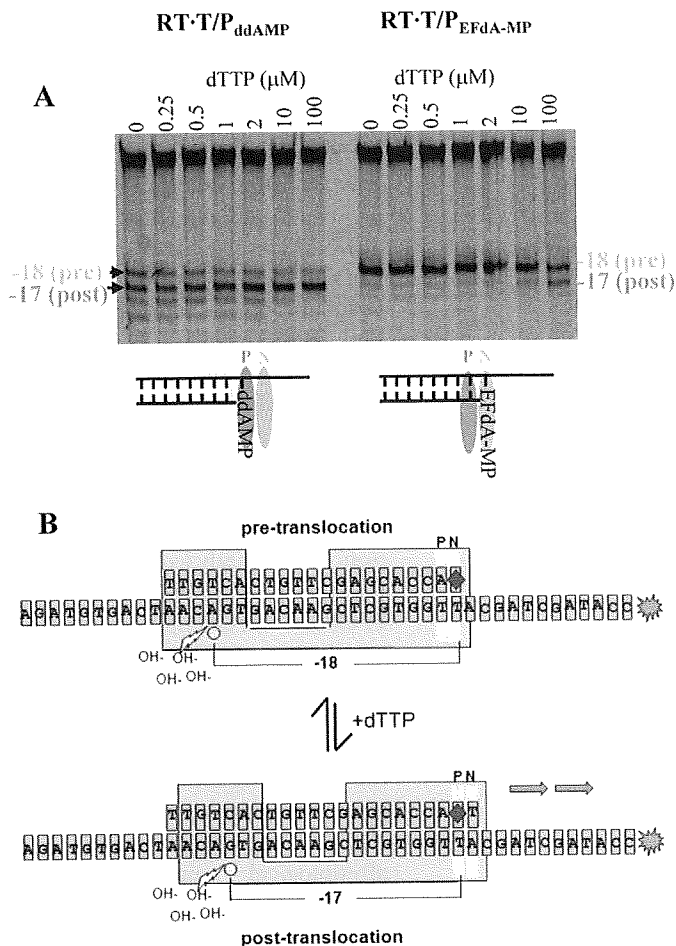 RT·T/PddAMP RT·T/PEFdA-MP
A
dTTP (μM) dTTP (μM)
0 0.25 0.5 1 2 10 100 0 0.25 0.5 1 2 10 100
-18 (pre) -18 (pre)
-17 (post) -17 (post)
P N P N
-ddAMP EFdA-MP
B
pre-translocation
P N
TTGTCACTGTTCGAGCACCA
AGATGTGACTAACAGTGACAAGCTCGTGGTTACGATCGATACC
OH- OH-
OH- OH-
-18
+dTTP
P N
TTGTCACTGTTCGAGCACCA T
AGATGTGACTAACAGTGACAAGCTCGTGGTTACGATCGATACC
OH- OH-
OH- OH-
-17
post-translocation